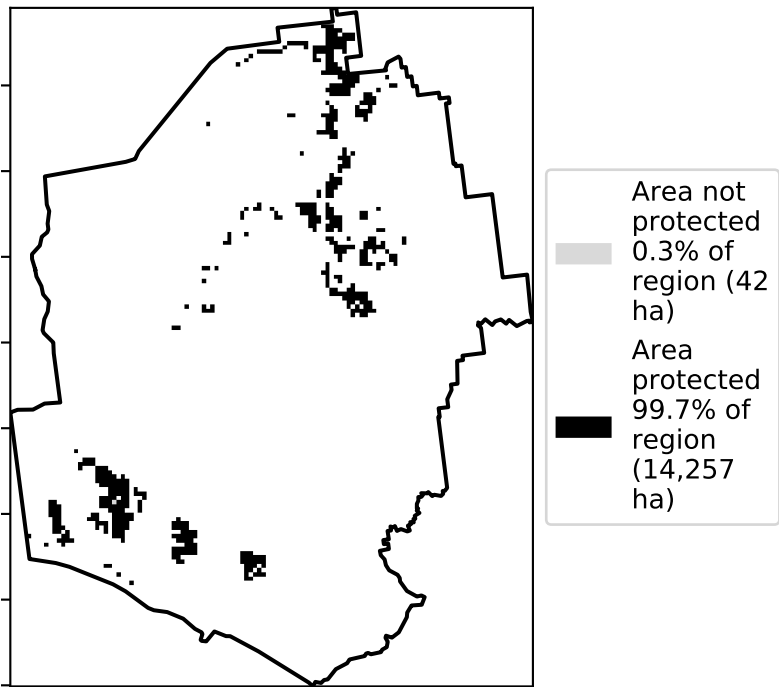 Area not
protected
0.3% of
region (42
ha)
Area
protected
99.7% of
region
(14,257
ha)